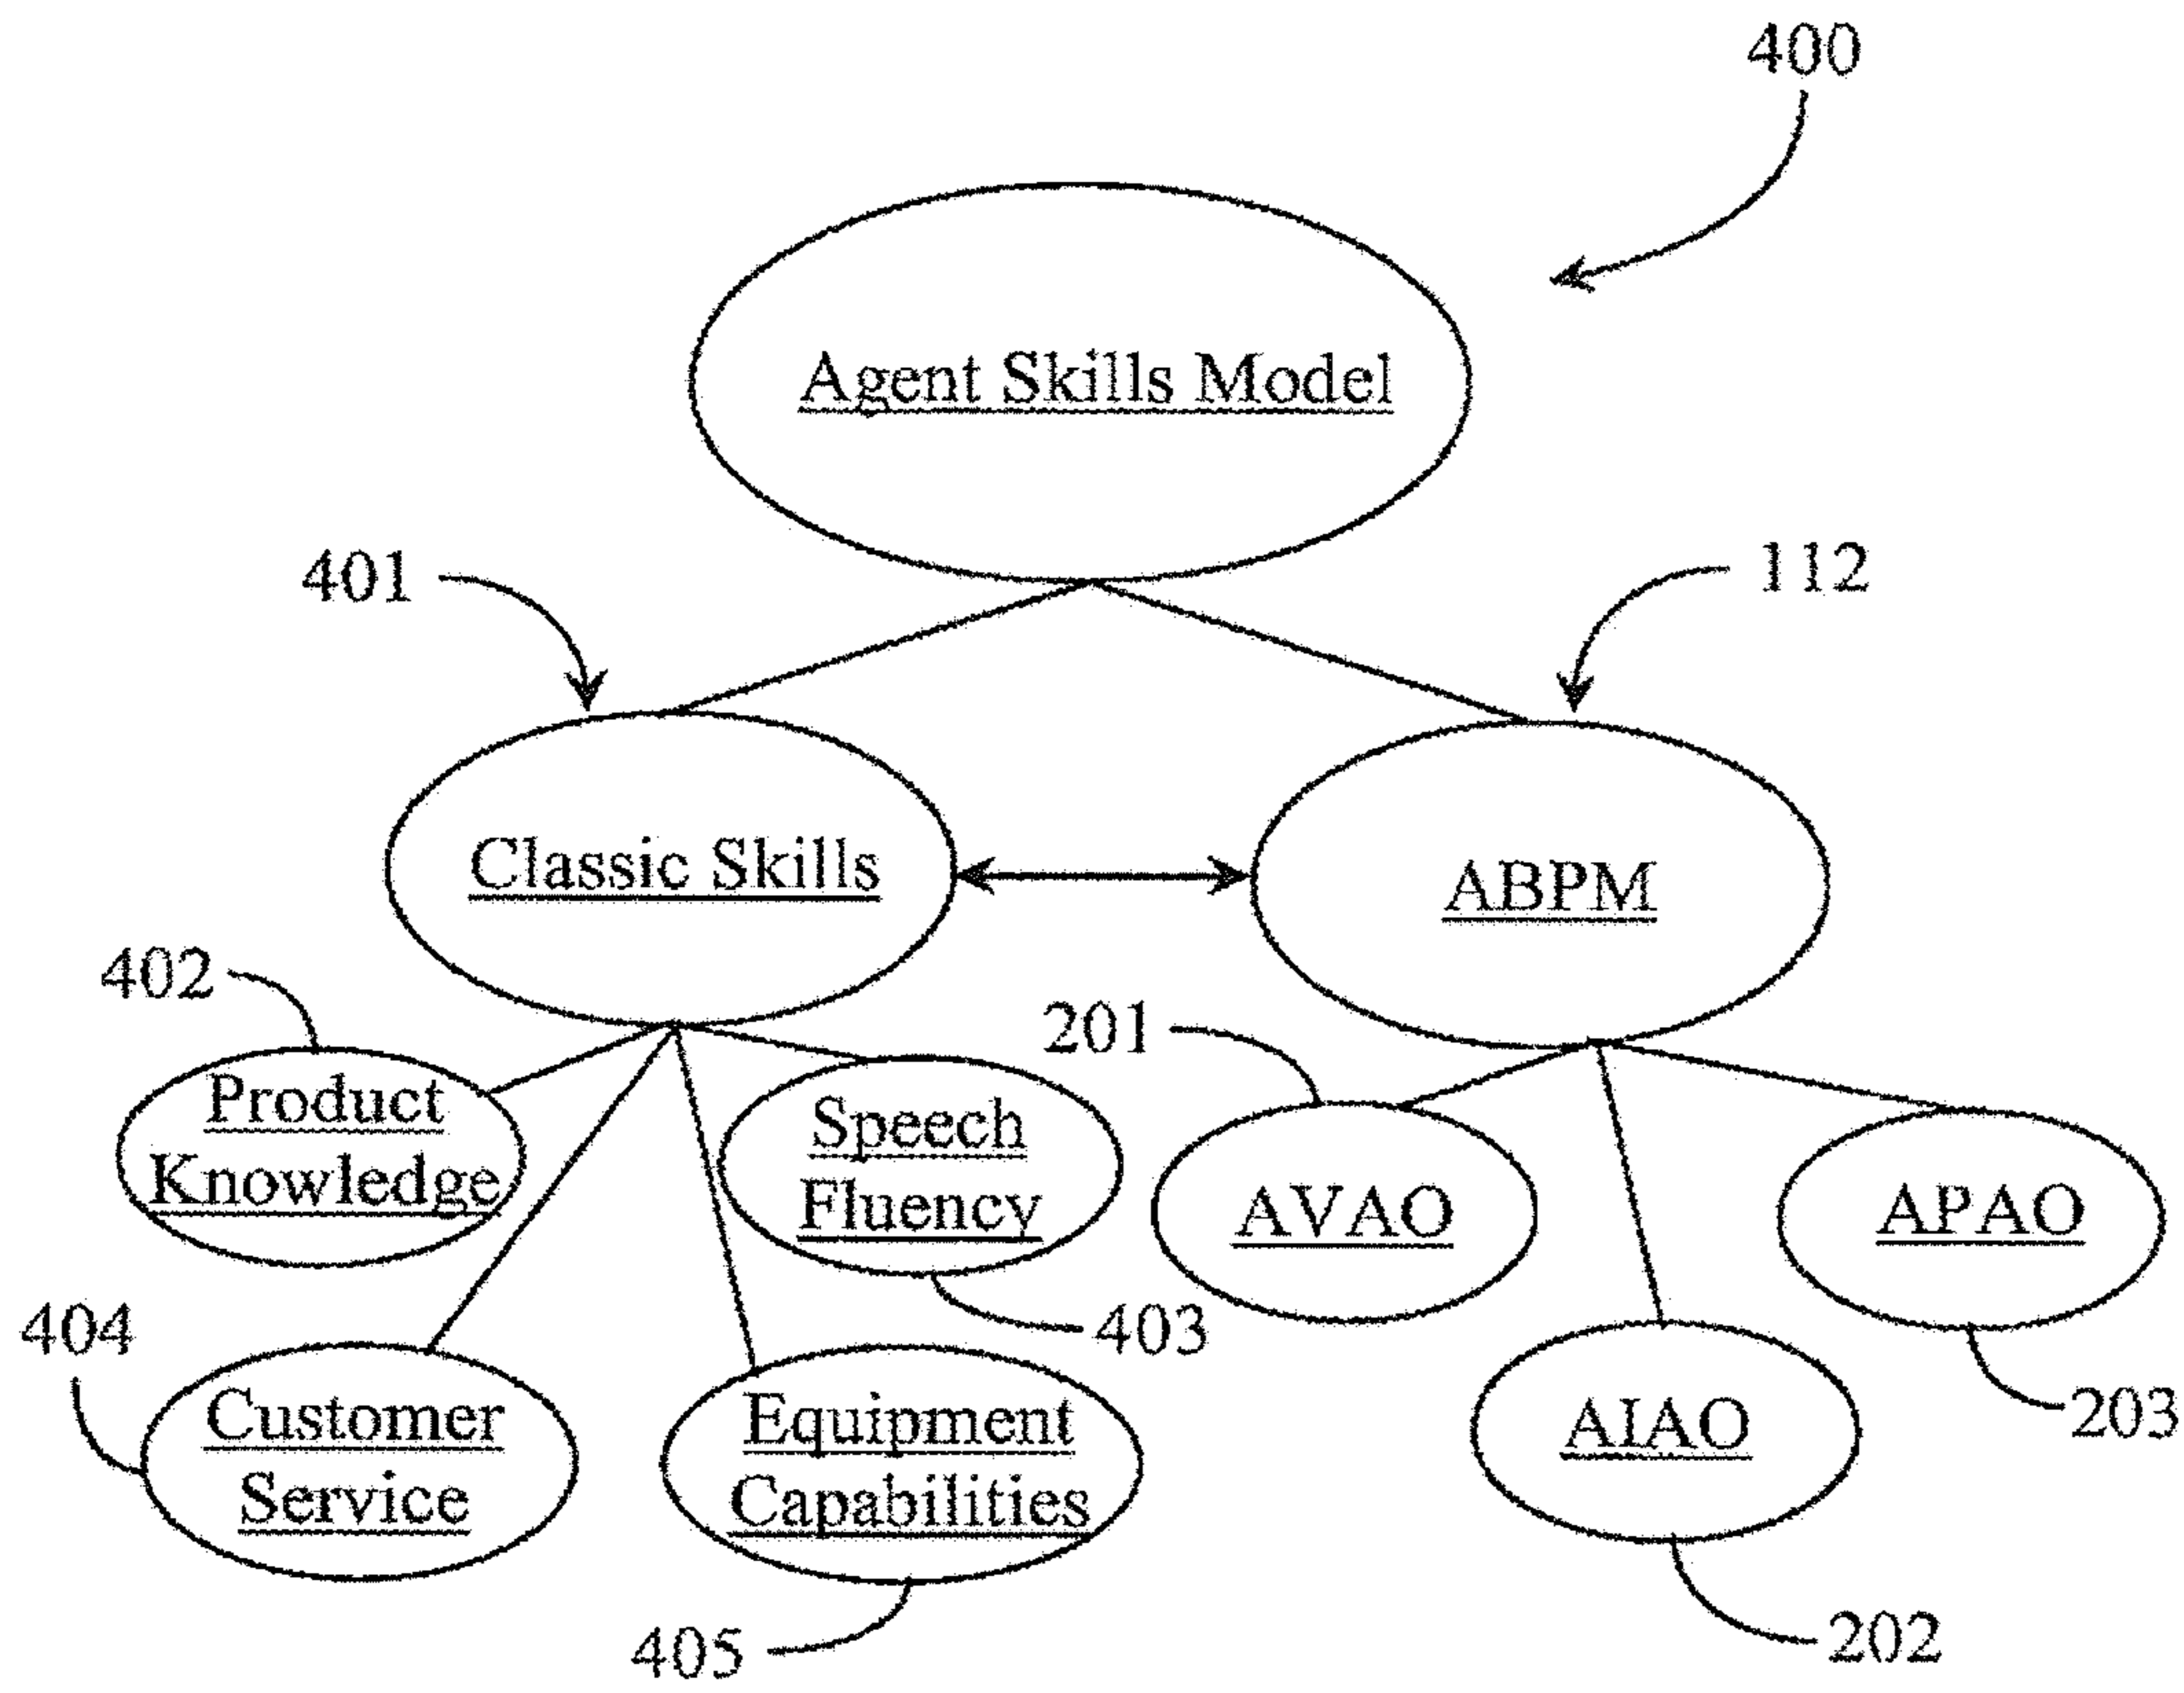 400
Agent Skills Model
401
112
Classic Skills
ABPM
402
201
Product
Knowledge
Speech
Fluency
AVAO
APAO
404
403
203
Customer
Service
Equipment
Capabilities
AIAO
405
202